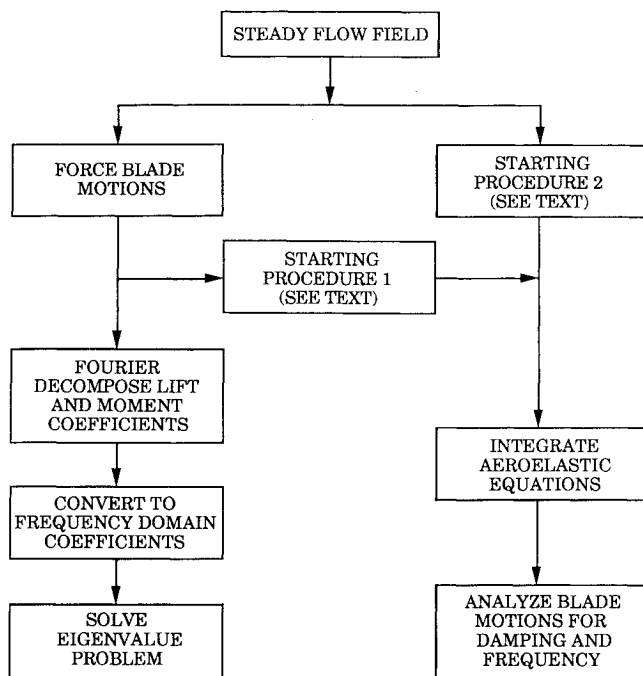 STEADY FLOW FIELD
FORCE BLADE
MOTIONS
STARTING
PROCEDURE 2
(SEE TEXT)
STARTING
PROCEDURE 1
(SEE TEXT)
FOURIER
DECOMPOSE LIFT
AND MOMENT
COEFFICIENTS
INTEGRATE
AEROELASTIC
EQUATIONS
CONVERT TO
FREQUENCY DOMAIN
COEFFICIENTS
SOLVE
EIGENVALUE
PROBLEM
ANALYZE BLADE
MOTIONS FOR
DAMPING AND
FREQUENCY